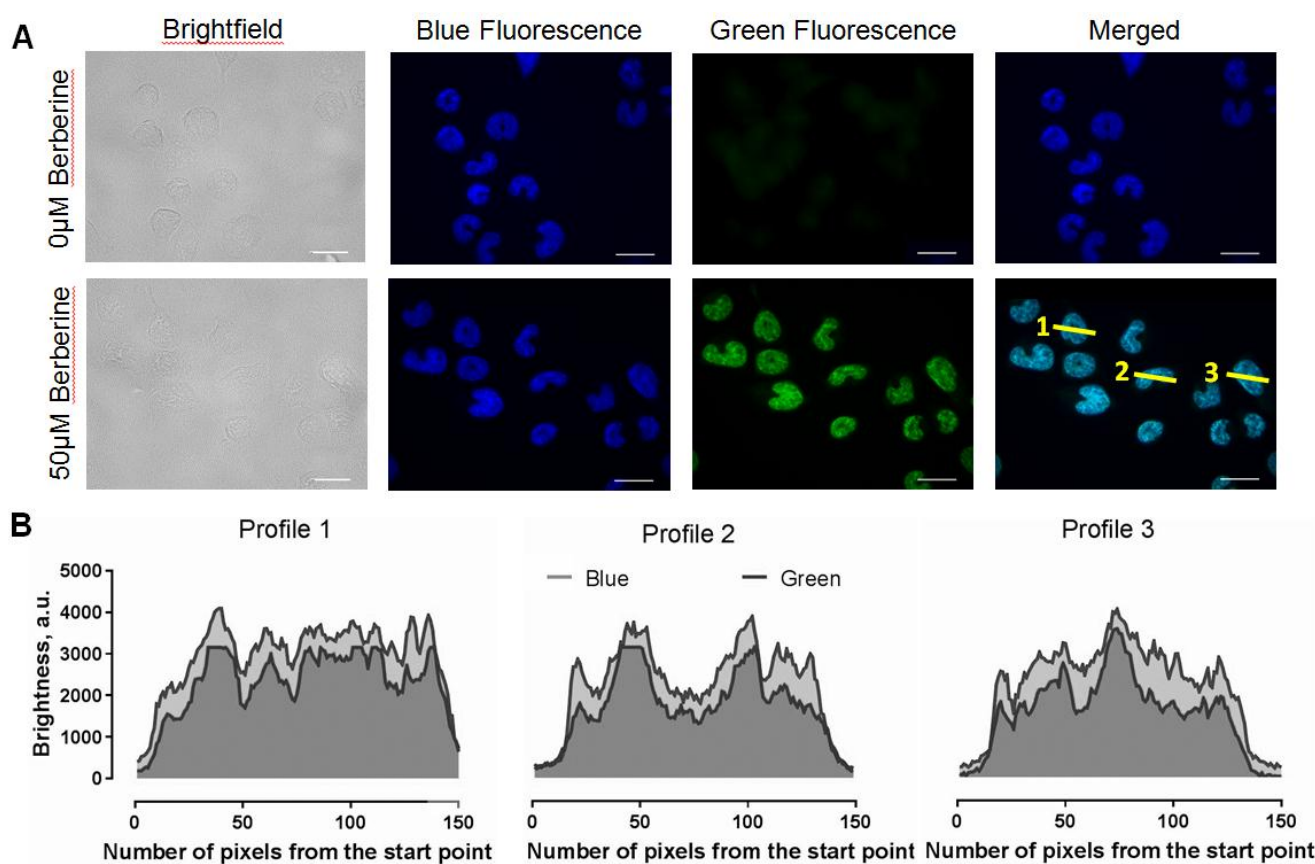 A
Brightfield
Blue Fluorescence
Green Fluorescence
Merged
0µM Berberine
50µM Berberine
1
2
3
B
Profile 1
Profile 2
Profile 3
Blue
Green
Brightness, a.u.
5000
4000
3000
2000
1000
0
0 50 100 150
0 50 100 150
0 50 100 150
Number of pixels from the start point
Number of pixels from the start point
Number of pixels from the start point